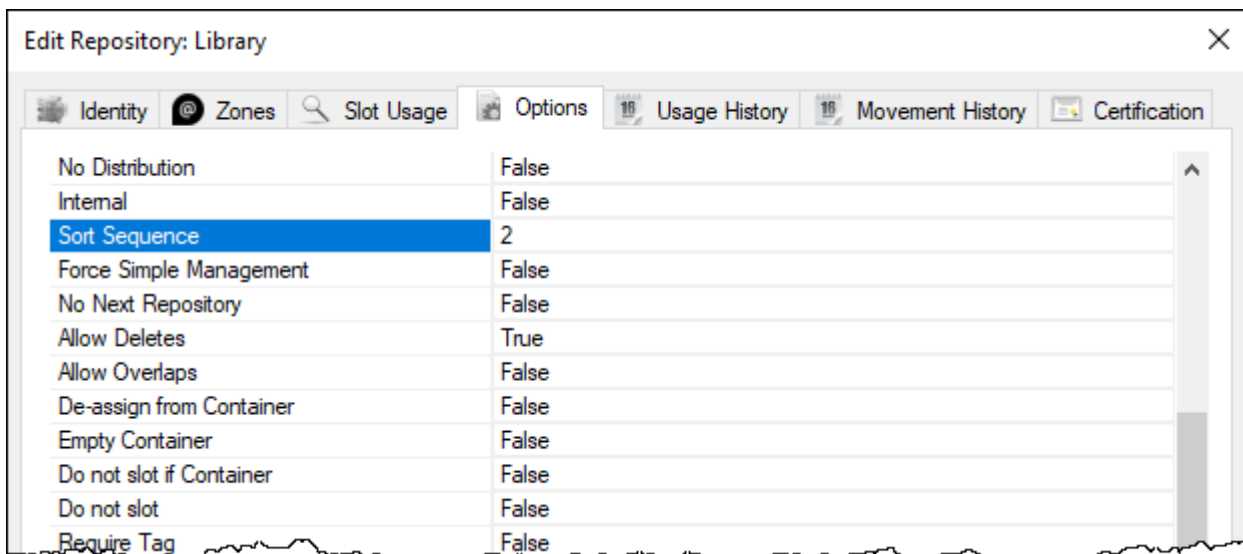 Edit Repository: Library
Identity Zones Slot Usage Options Usage History Movement History Certification
No Distribution False
Internal False
Sort Sequence 2
Force Simple Management False
No Next Repository False
Allow Deletes True
Allow Overlaps False
De-assign from Container False
Empty Container False
Do not slot if Container False
Do not slot False
Require Tag False